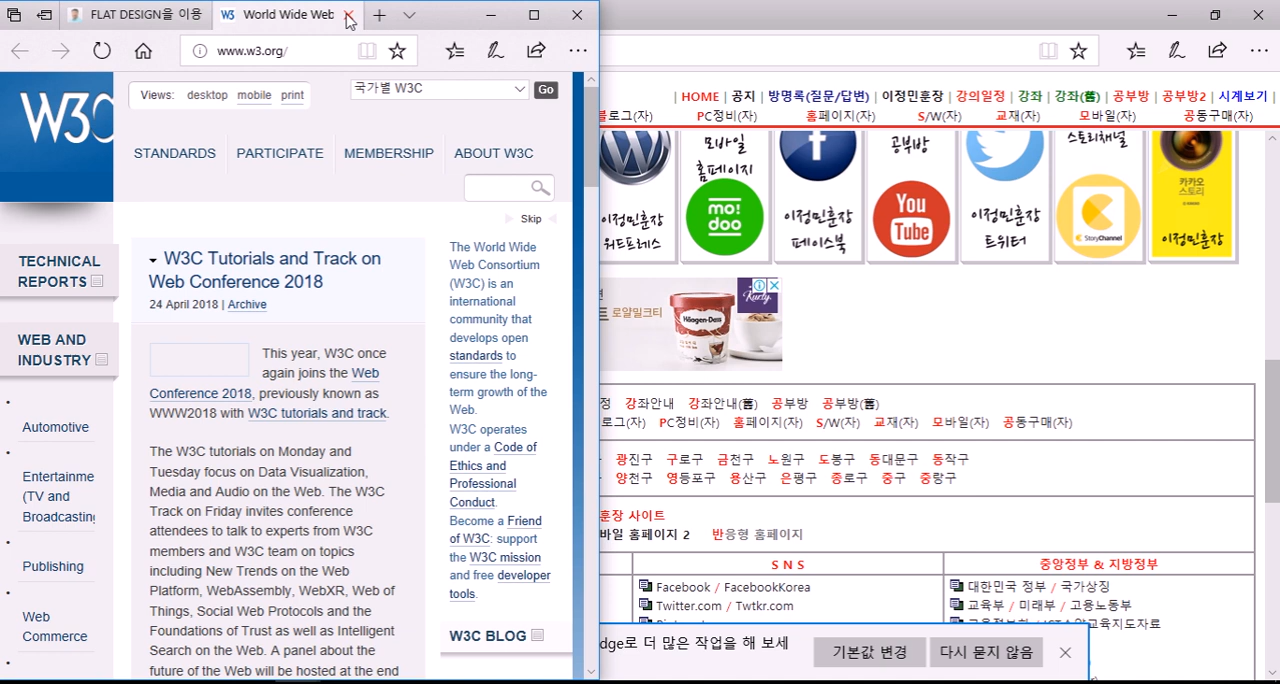 FLAT DESIGN을 이용
W3 World Wide Web
www.w3.org/
W3C
Views: desktop mobile print
국가별 W3C
Go
STANDARDS PARTICIPATE MEMBERSHIP ABOUT W3C
Skip
TECHNICAL
REPORTS
WEB AND
INDUSTRY
Automotive
Entertainme
(TV and
Broadcasting
Publishing
Web
Commerce
W3C Tutorials and Track on
Web Conference 2018
24 April 2018 | Archive
This year, W3C once
again joins the Web
Conference 2018, previously known as
WWW2018 with W3C tutorials and track.
The W3C tutorials on Monday and
Tuesday focus on Data Visualization,
Media and Audio on the Web. The W3C
Track on Friday invites conference
attendees to talk to experts from W3C
members and W3C team on topics
including New Trends on the Web
Platform, WebAssembly, WebXR, Web of
Things, Social Web Protocols and the
Foundations of Trust as well as Intelligent
Search on the Web. A panel about the
future of the Web will be hosted at the end
The World Wide
Web Consortium
(W3C) is an
international
community that
develops open
standards to
ensure the long-
term growth of the
Web.
W3C operates
under a Code of
Ethics and
Professional
Conduct.
Become a Friend
of W3C: support
the W3C mission
and free developer
tools.
W3C BLOG
| HOME | 공지 | 방명록(질문/답변) | 이정민훈장 | 강의일정 | 강좌 | 강좌(舊) | 공부방 | 공부방2 | 시계보기 |
블로그(자) PC정비(자) 홈페이지(자) S/W(자) 교재(자) 모바일(자) 공동구매(자)
모바일
홈페이지
mo!
doo
이정민훈장
워드프레스
이정민훈장
페이스북
공부방
You
Tube
이정민훈장
트위터
스토리채널
StoryChannel
카카오
스토리
이정민훈장
로얄밀크티
Häagen-Dazs
Kurly
정 강좌안내 강좌안내(舊) 공부방 공부방(舊)
로그(자) PC정비(자) 홈페이지(자) S/W(자) 교재(자) 모바일(자) 공동구매(자)
광진구 구로구 금천구 노원구 도봉구 동대문구 동작구
양천구 영등포구 용산구 은평구 종로구 중구 중랑구
훈장 사이트
바일 홈페이지 2 반응형 홈페이지
S N S
중앙정부 & 지방정부
Facebook / FacebookKorea
Twitter.com / Twtkr.com
대한민국 정부 / 국가상징
교육부 / 미래부 / 고용노동부
dge로 더 많은 작업을 해 보세
기본값 변경
다시 묻지 않음